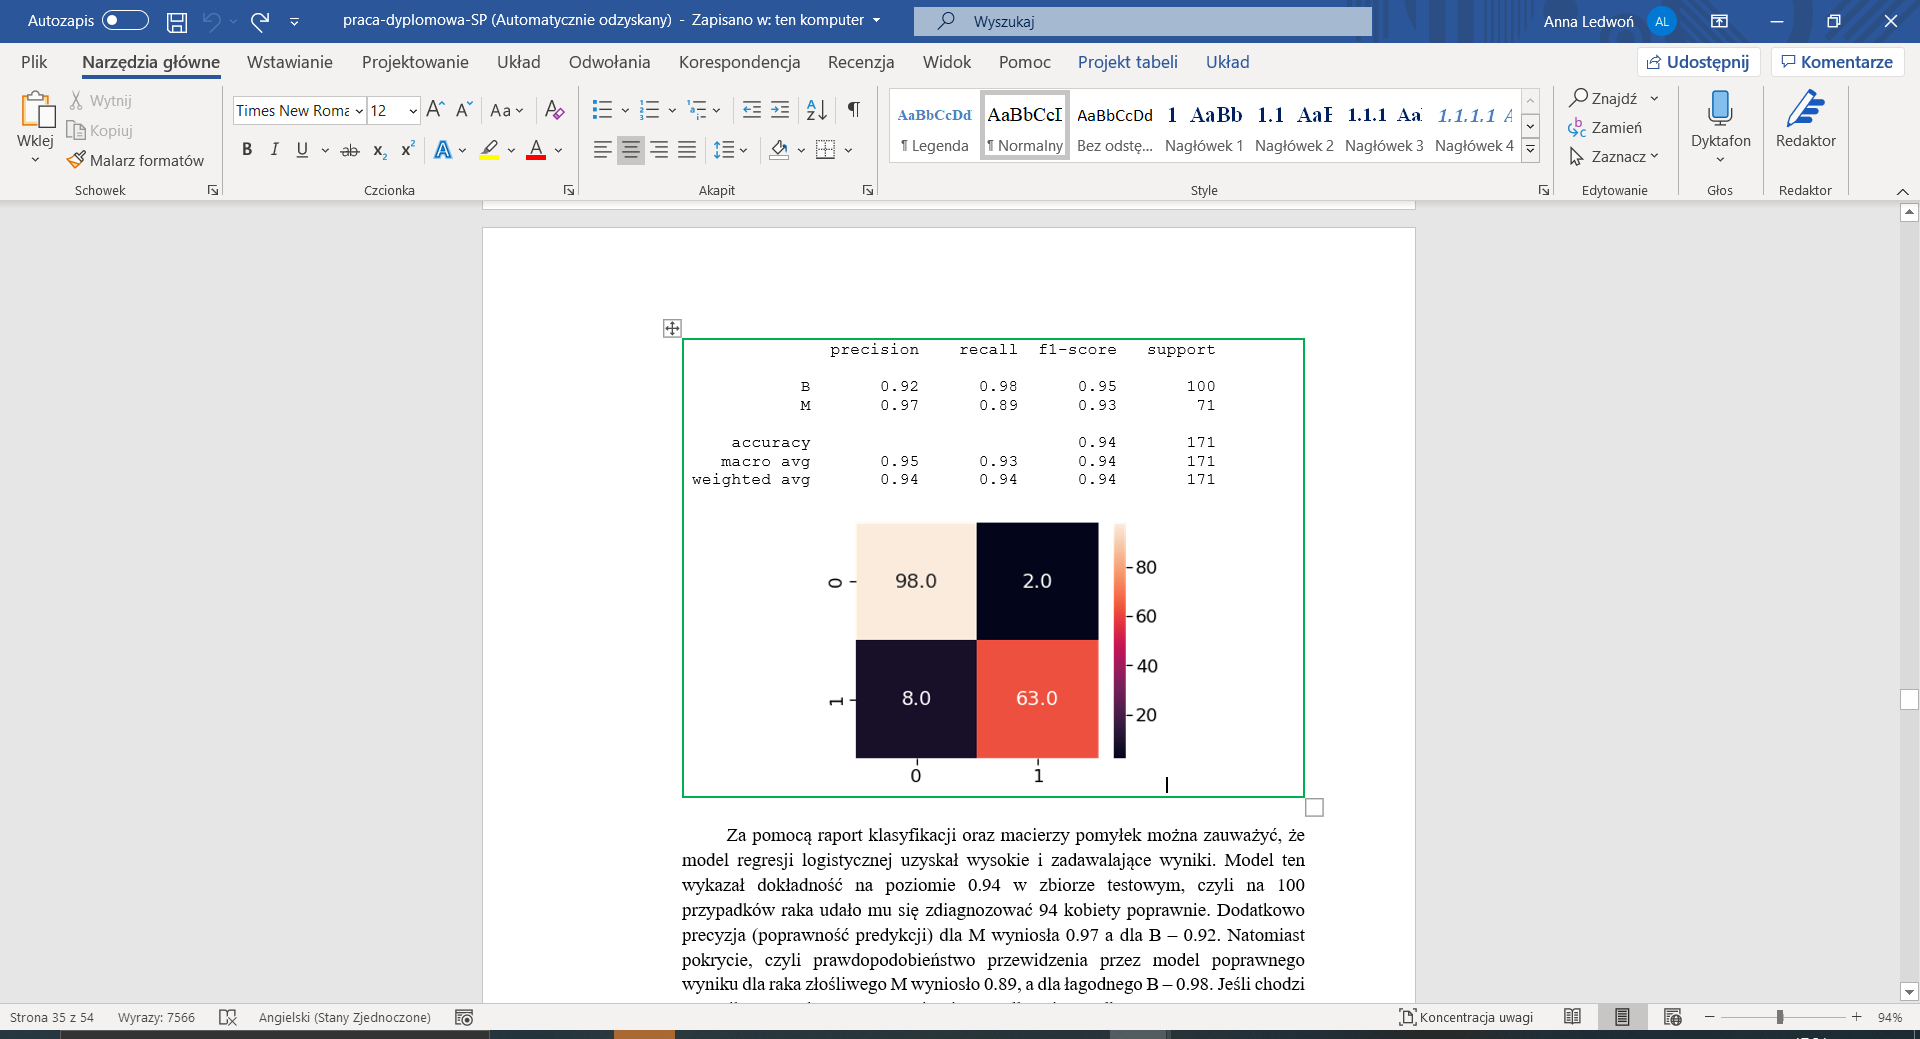 Autozapis
praca-dyplomowa-SP (Automatycznie odzyskany) - Zapisano w: ten komputer
Wyszukaj
Anna Ledwoń AL
Plik Narzędzia główne Wstawianie Projektowanie Układ Odwołania Korespondencja Recenzja Widok Pomoc Projekt tabeli Układ
Udostępnij Komentarze
Wklej
Wytnij
Kopiuj
Malarz formatów
Schowek
Times New Roma 12
Czcionka
Akapit
AaBbCcDdI AaBbCcI AaBbCcDd 1 AaBb 1.1 AaB 1.1.1 Aa 1.1.1.1 A
¶ Legenda ¶ Normalny Bez odstę... Nagłówek 1 Nagłówek 2 Nagłówek 3 Nagłówek 4
Style
Znajdź
Zamień
Zaznacz
Edytowanie
Dyktafon
Głos
Redaktor
Redaktor
precision recall f1-score support
B 0.92 0.98 0.95 100
M 0.97 0.89 0.93 71
accuracy 0.94 171
macro avg 0.95 0.93 0.94 171
weighted avg 0.94 0.94 0.94 171
0 98.0 2.0
1 8.0 63.0
0 1
80
60
40
20
Za pomocą raport klasyfikacji oraz macierzy pomyłek można zauważyć, że
model regresji logistycznej uzyskał wysokie i zadawalające wyniki. Model ten
wykazał dokładność na poziomie 0.94 w zbiorze testowym, czyli na 100
przypadków raka udało mu się zdiagnozować 94 kobiety poprawnie. Dodatkowo
precyzja (poprawność predykcji) dla M wyniosła 0.97 a dla B – 0.92. Natomiast
pokrycie, czyli prawdopodobieństwo przewidzenia przez model poprawnego
wyniku dla raka złośliwego M wyniosło 0.89, a dla łagodnego B – 0.98. Jeśli chodzi
Strona 35 z 54 Wyrazy: 7566 Angielski (Stany Zjednoczone)
Koncentracja uwagi
94%